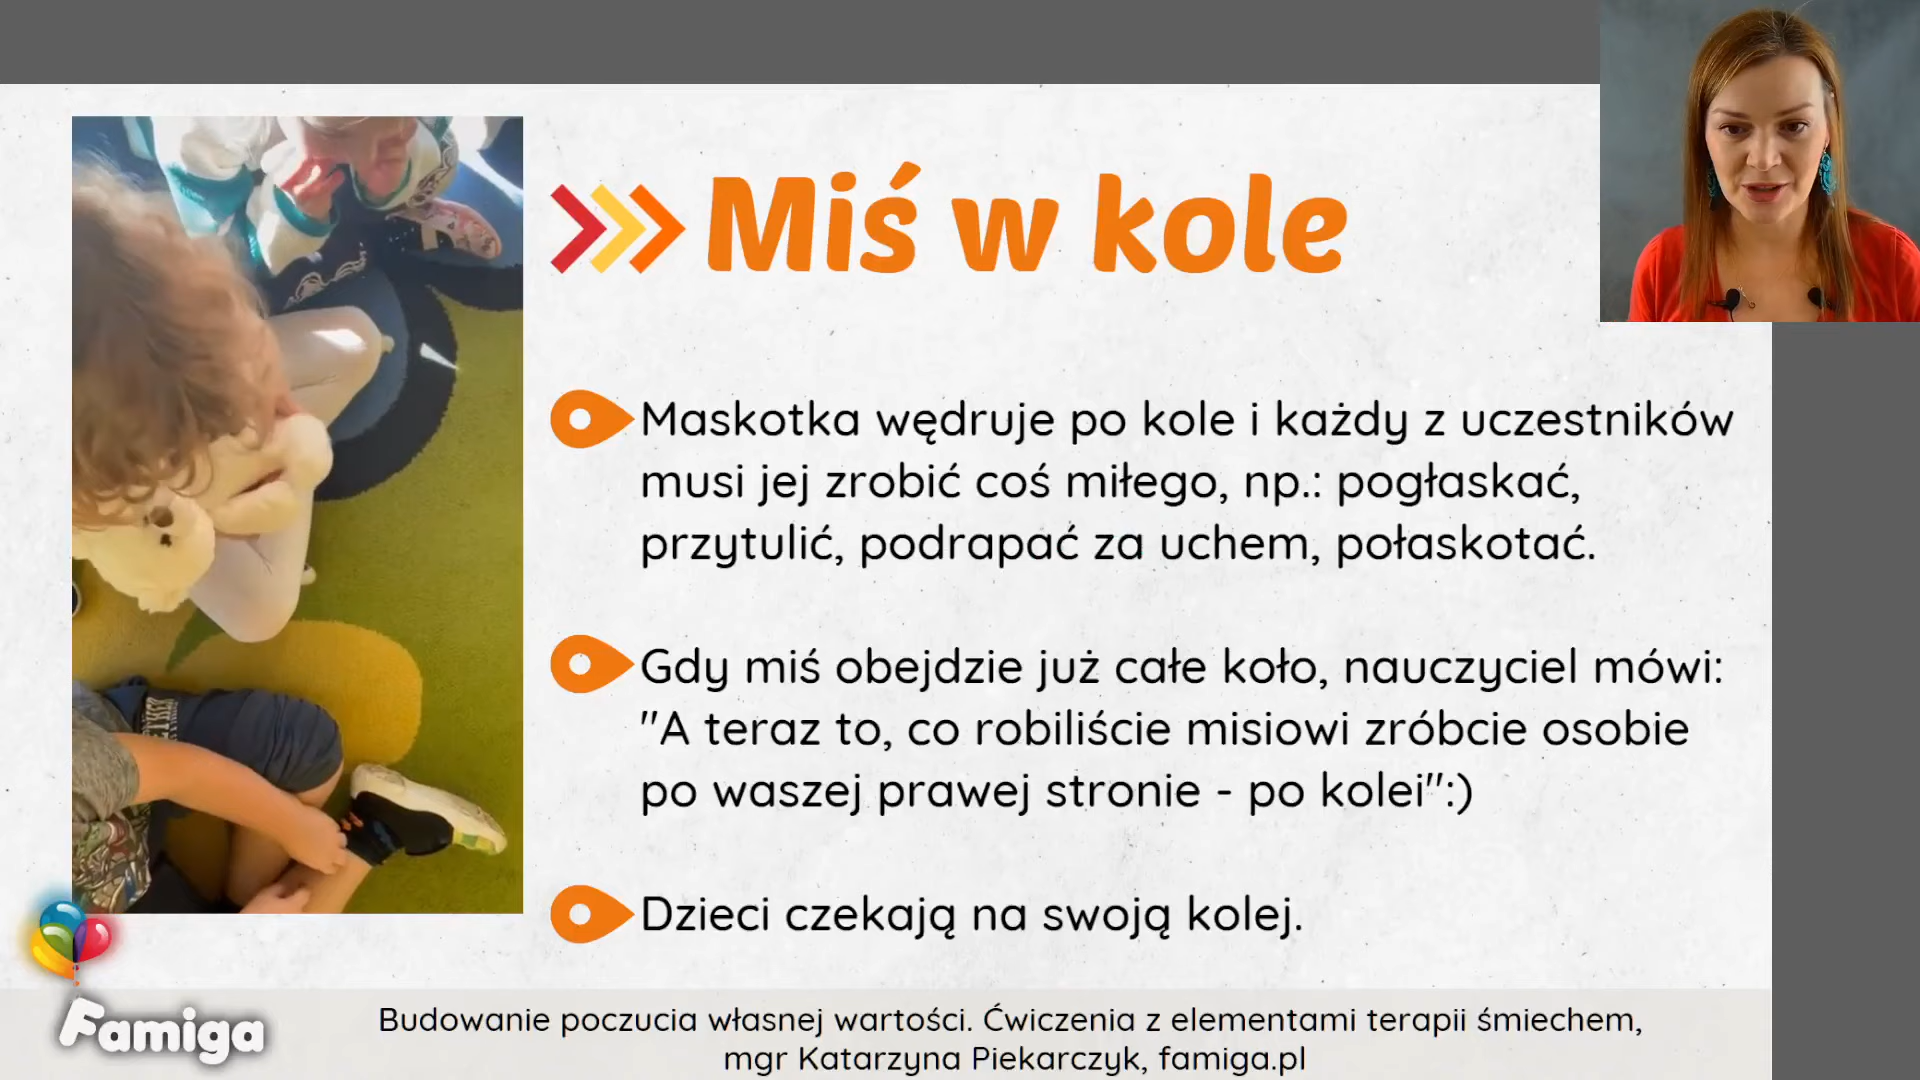 Miś w kole
Maskotka wędruje po kole i każdy z uczestników
musi jej zrobić coś miłego, np.: pogłaskać,
przytulić, podrapać za uchem, połaskotać.
Gdy miś obejdzie już całe koło, nauczyciel mówi:
"A teraz to, co robiliście misiowi zróbcie osobie
po waszej prawej stronie - po kolei":)
Dzieci czekają na swoją kolej.
Famiga
Budowanie poczucia własnej wartości. Ćwiczenia z elementami terapii śmiechem,
mgr Katarzyna Piekarczyk, famiga.pl